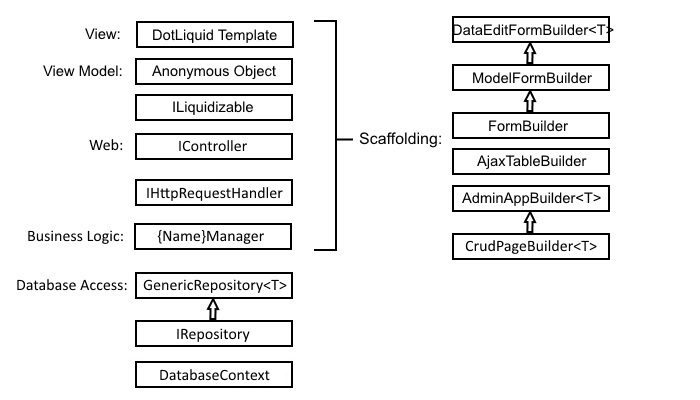 View:
DotLiquid Template
View Model:
Anonymous Object
ILiquidizable
Web:
IController
IHttpRequestHandler
Business Logic:
{Name}Manager
Database Access:
GenericRepository<T>
IRepository
DatabaseContext
Scaffolding:
DataEditFormBuilder<T>
ModelFormBuilder
FormBuilder
AjaxTableBuilder
AdminAppBuilder<T>
CrudPageBuilder<T>